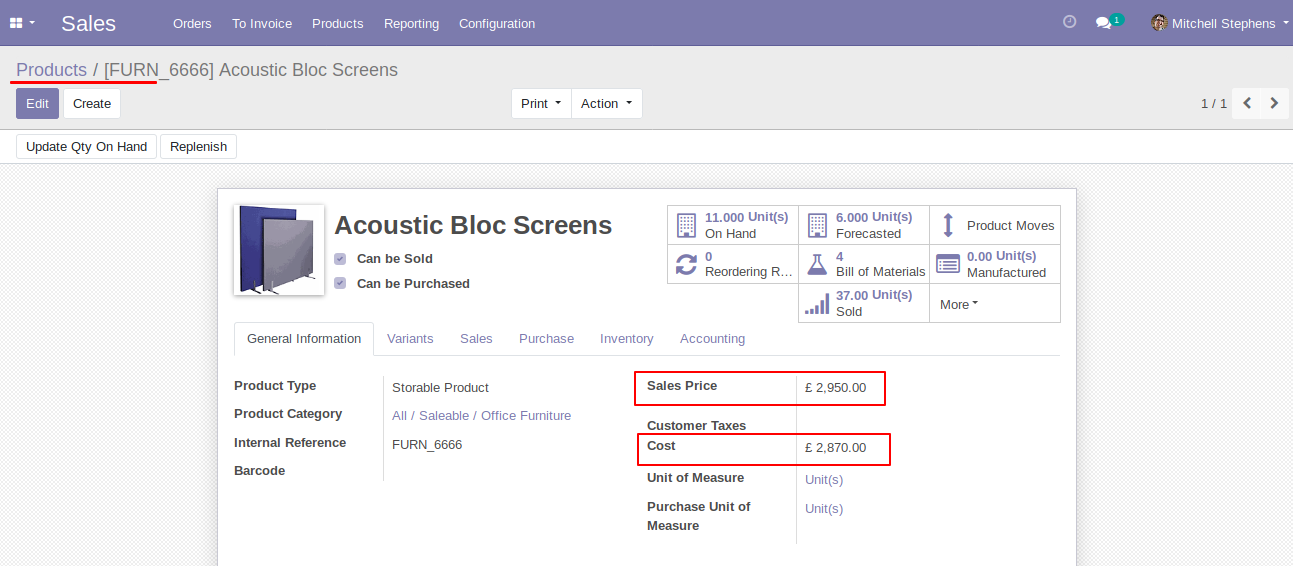 Sales Orders To Invoice Products Reporting Configuration 1 Mitchell Stephens
Products / [FURN_6666] Acoustic Bloc Screens
Edit Create Print Action 1 / 1
Update Qty On Hand Replenish
Acoustic Bloc Screens
Can be Sold
Can be Purchased
11.000 Unit(s)
On Hand
6.000 Unit(s)
Forecasted
Product Moves
0
Reordering R...
4
Bill of Materials
0.00 Unit(s)
Manufactured
37.00 Unit(s)
Sold
More
General Information Variants Sales Purchase Inventory Accounting
Product Type Storable Product
Product Category All / Saleable / Office Furniture
Internal Reference FURN_6666
Barcode
Sales Price £ 2,950.00
Customer Taxes
Cost £ 2,870.00
Unit of Measure Unit(s)
Purchase Unit of
Measure
Unit(s)